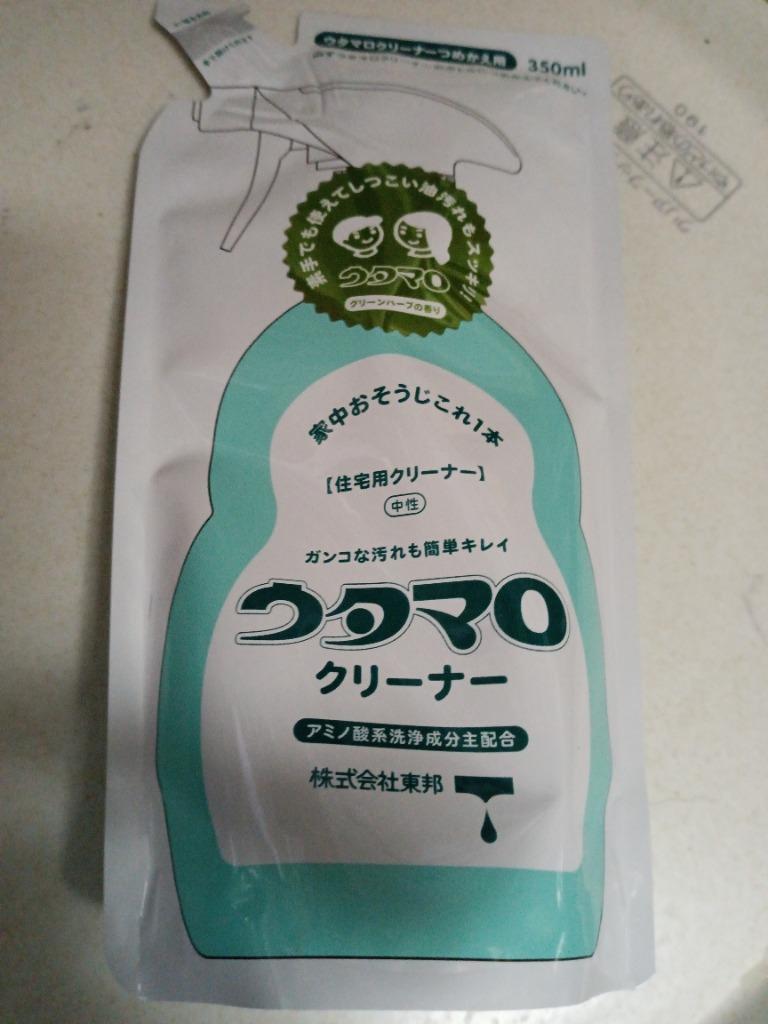 ウタマロクリーナーつめかえ用
350ml
素手でも使えてしつこい油汚れもスッキリ!!
ウタマロ
グリーンハーブの香り
家中おそうじこれ1本
【住宅用クリーナー】
中性
ガンコな汚れも簡単キレイ
ウタマロ
クリーナー
アミノ酸系洗浄成分主配合
株式会社東邦
注意
190